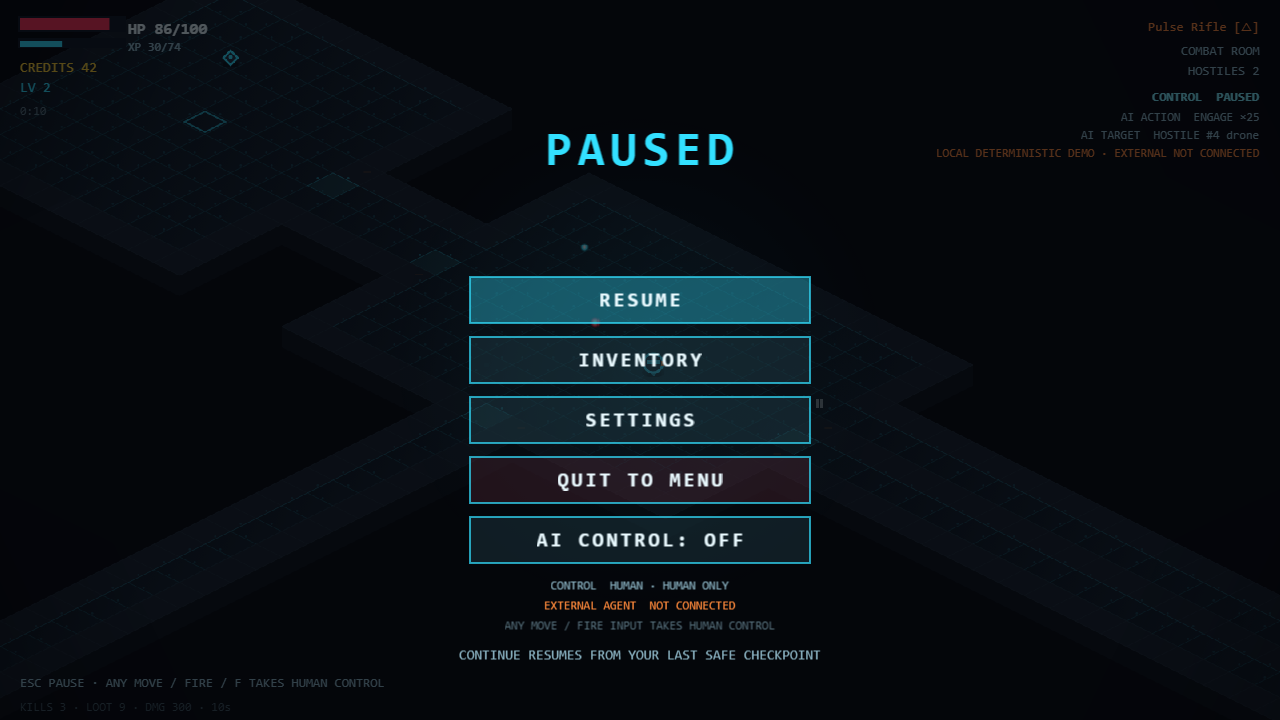 HP 86/100
XP 30/74
CREDITS 42
LV 2
0:10
Pulse Rifle [△]
COMBAT ROOM
HOSTILES 2
CONTROL  PAUSED
AI ACTION  ENGAGE ×25
AI TARGET  HOSTILE #4 drone
LOCAL DETERMINISTIC DEMO · EXTERNAL NOT CONNECTED
PAUSED
RESUME
INVENTORY
SETTINGS
QUIT TO MENU
AI CONTROL: OFF
CONTROL  HUMAN · HUMAN ONLY
EXTERNAL AGENT  NOT CONNECTED
ANY MOVE / FIRE INPUT TAKES HUMAN CONTROL
CONTINUE RESUMES FROM YOUR LAST SAFE CHECKPOINT
ESC PAUSE · ANY MOVE / FIRE / F TAKES HUMAN CONTROL
KILLS 3 · LOOT 9 · DMG 300 · 10s